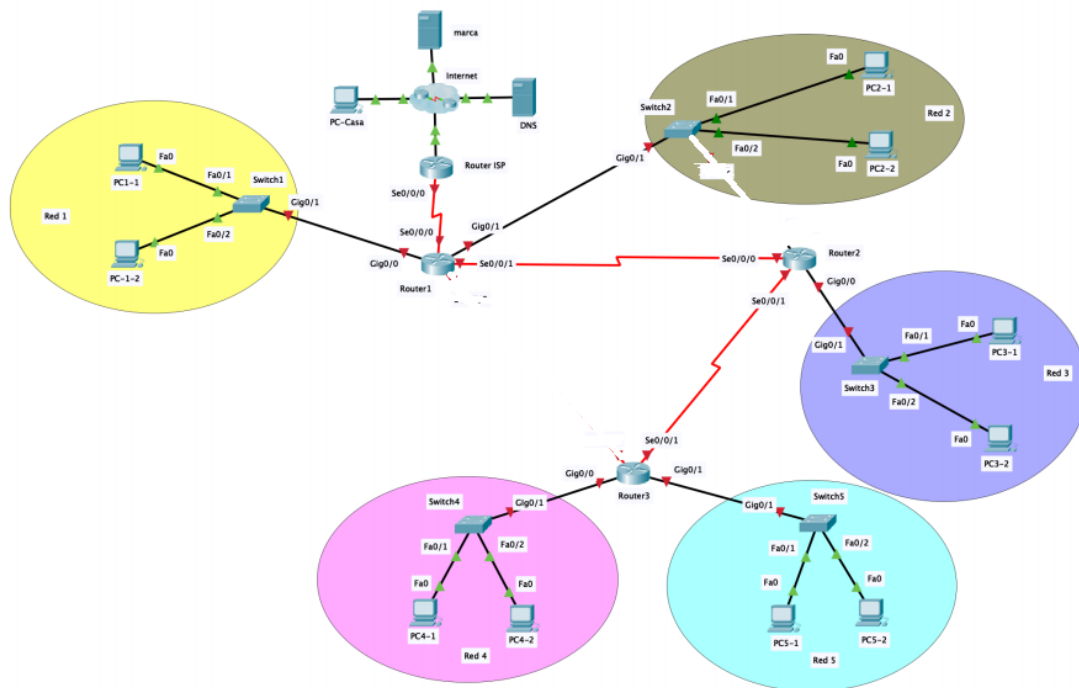 marca
Internet
PC-Casa
DNS
Router ISP
Se0/0/0
Se0/0/0
Fa0
PC1-1
Fa0/1
Switch1
Gig0/1
Red 1
Fa0/2
Fa0
PC-1-2
Gig0/0
Router1
Se0/0/1
Gig0/1
Gig0/1
Switch2
Fa0/1
Fa0
PC2-1
Red 2
Fa0/2
Fa0
PC2-2
Se0/0/0
Router2
Gig0/0
Se0/0/1
Gig0/1
Fa0/1
Fa0
PC3-1
Switch3
Red 3
Fa0/2
Fa0
PC3-2
Se0/0/1
Gig0/0
Gig0/1
Router3
Switch4
Gig0/1
Fa0/1
Fa0/2
Fa0
Fa0
PC4-1
PC4-2
Red 4
Switch5
Gig0/1
Fa0/1
Fa0/2
Fa0
Fa0
PC5-1
PC5-2
Red 5